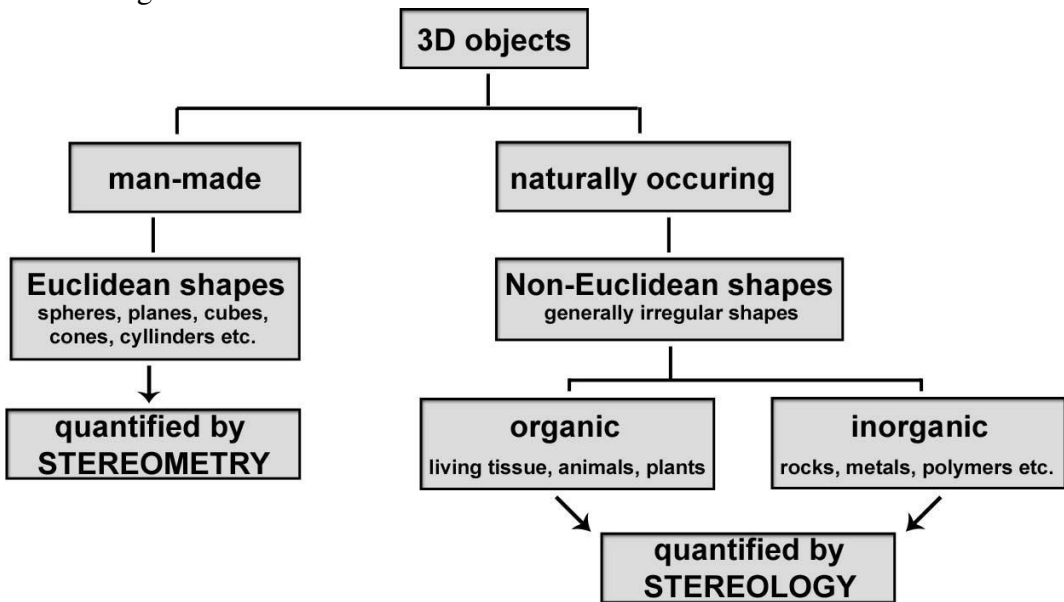 3D objects
man-made
naturally occuring
Euclidean shapes
spheres, planes, cubes,
cones, cyllinders etc.
Non-Euclidean shapes
generally irregular shapes
quantified by
STEREOMETRY
organic
living tissue, animals, plants
inorganic
rocks, metals, polymers etc.
quantified by
STEREOLOGY